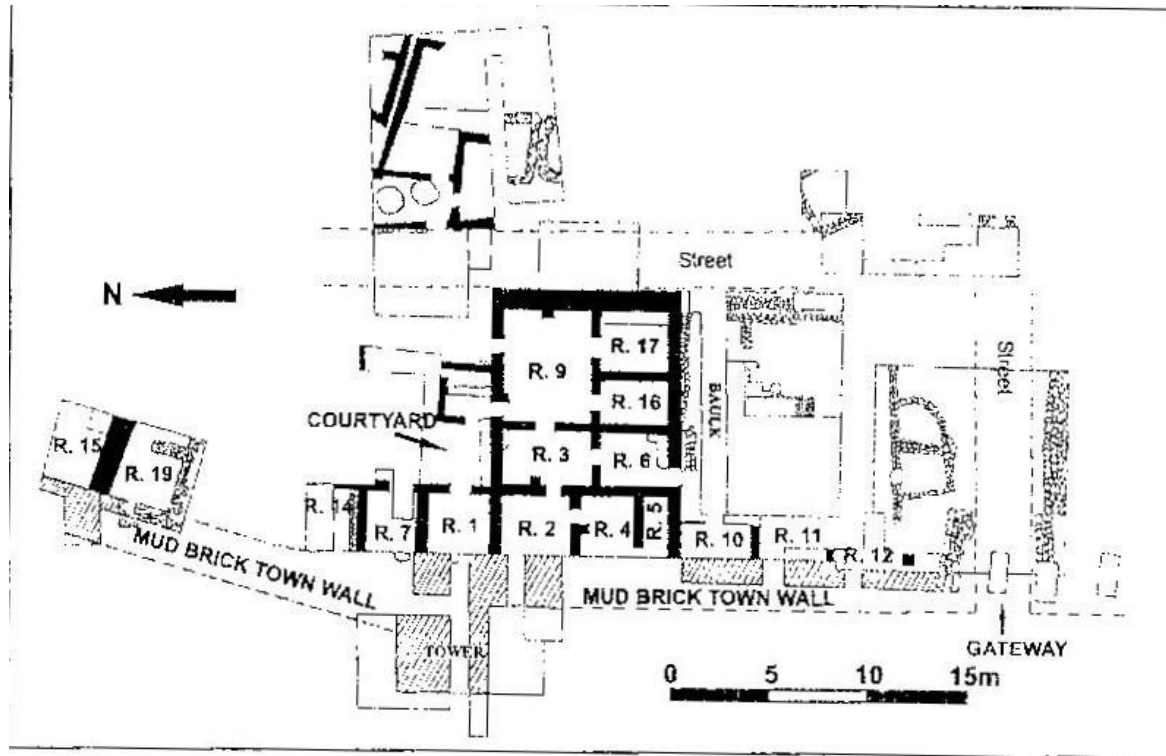 Street
N
R. 17
R. 9
Street
R. 16
BAULK
COURTYARD
R. 15
R. 3
R. 6
R. 19
R. 14
R. 7
R. 1
R. 2
R. 4
R. 5
R. 10
R. 11
R. 12
MUD BRICK TOWN WALL
MUD BRICK TOWN WALL
TOWER
GATEWAY
0 5 10 15m